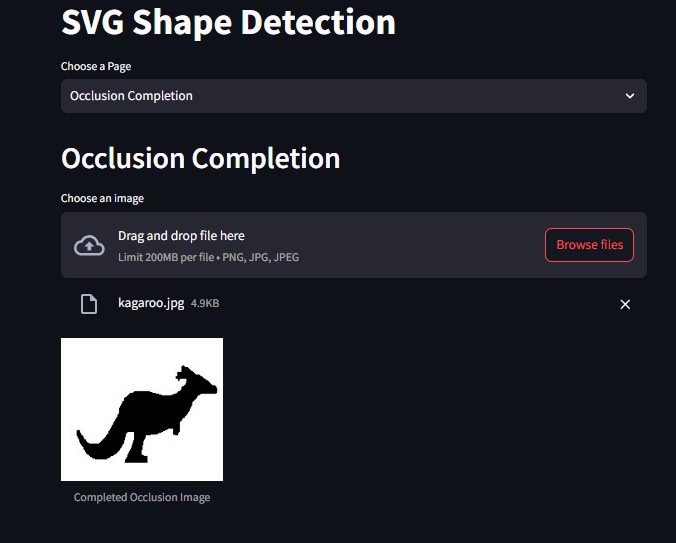 SVG Shape Detection
Choose a Page
Occlusion Completion
Occlusion Completion
Choose an image
Drag and drop file here
Limit 200MB per file • PNG, JPG, JPEG
Browse files
kagaroo.jpg 4.9KB
Completed Occlusion Image